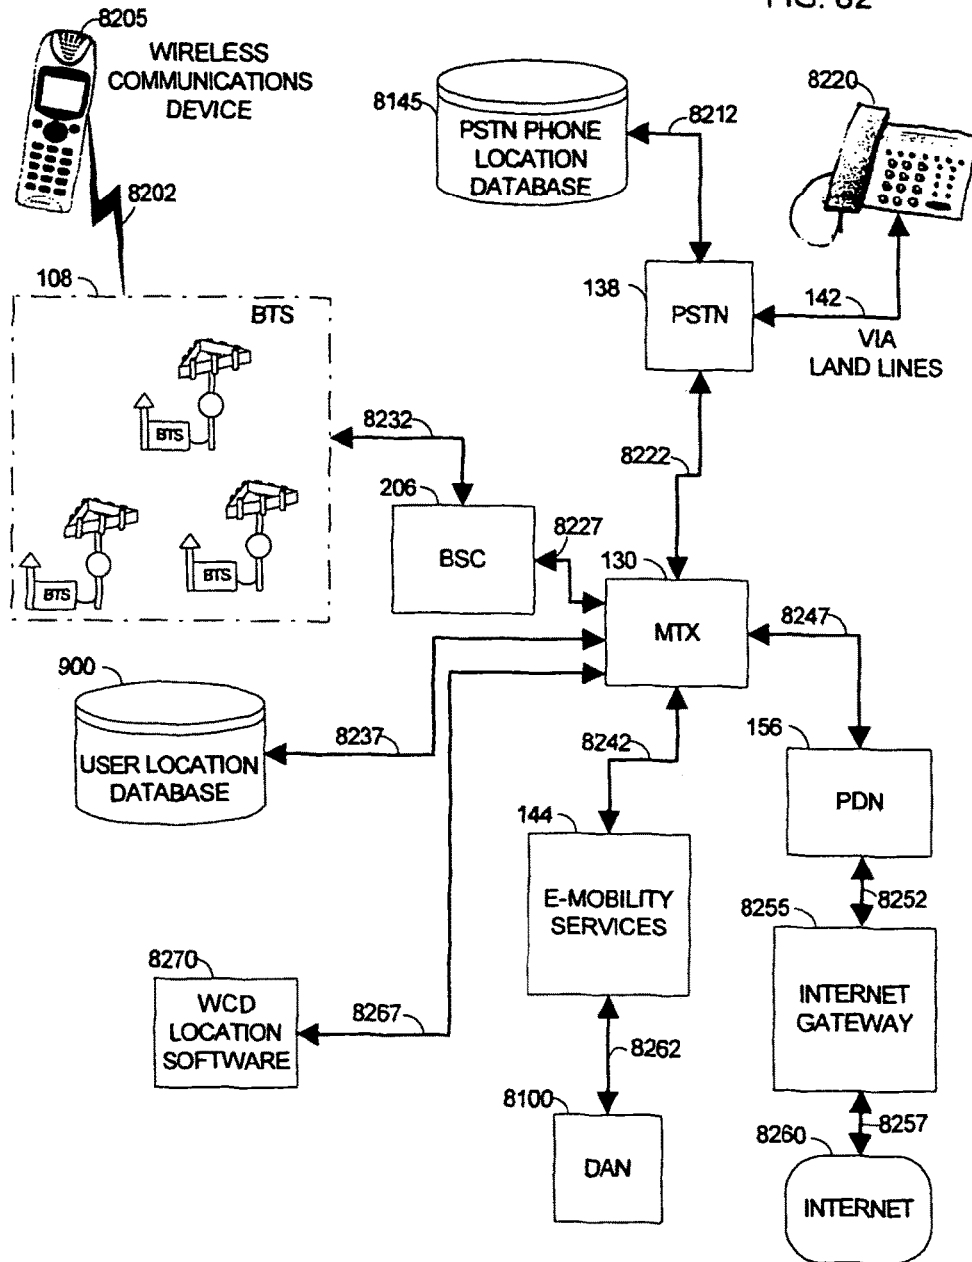 FIG. 82
8205
WIRELESS
COMMUNICATIONS
DEVICE
8202
8145
PSTN PHONE
LOCATION
DATABASE
8212
8220
108
BTS
BTS
BTS
BTS
138
PSTN
142
VIA
LAND LINES
8232
8222
206
BSC
8227
130
MTX
8247
900
USER LOCATION
DATABASE
8237
8242
156
PDN
144
E-MOBILITY
SERVICES
8252
8255
INTERNET
GATEWAY
8270
WCD
LOCATION
SOFTWARE
8267
8262
8100
DAN
8257
8260
INTERNET